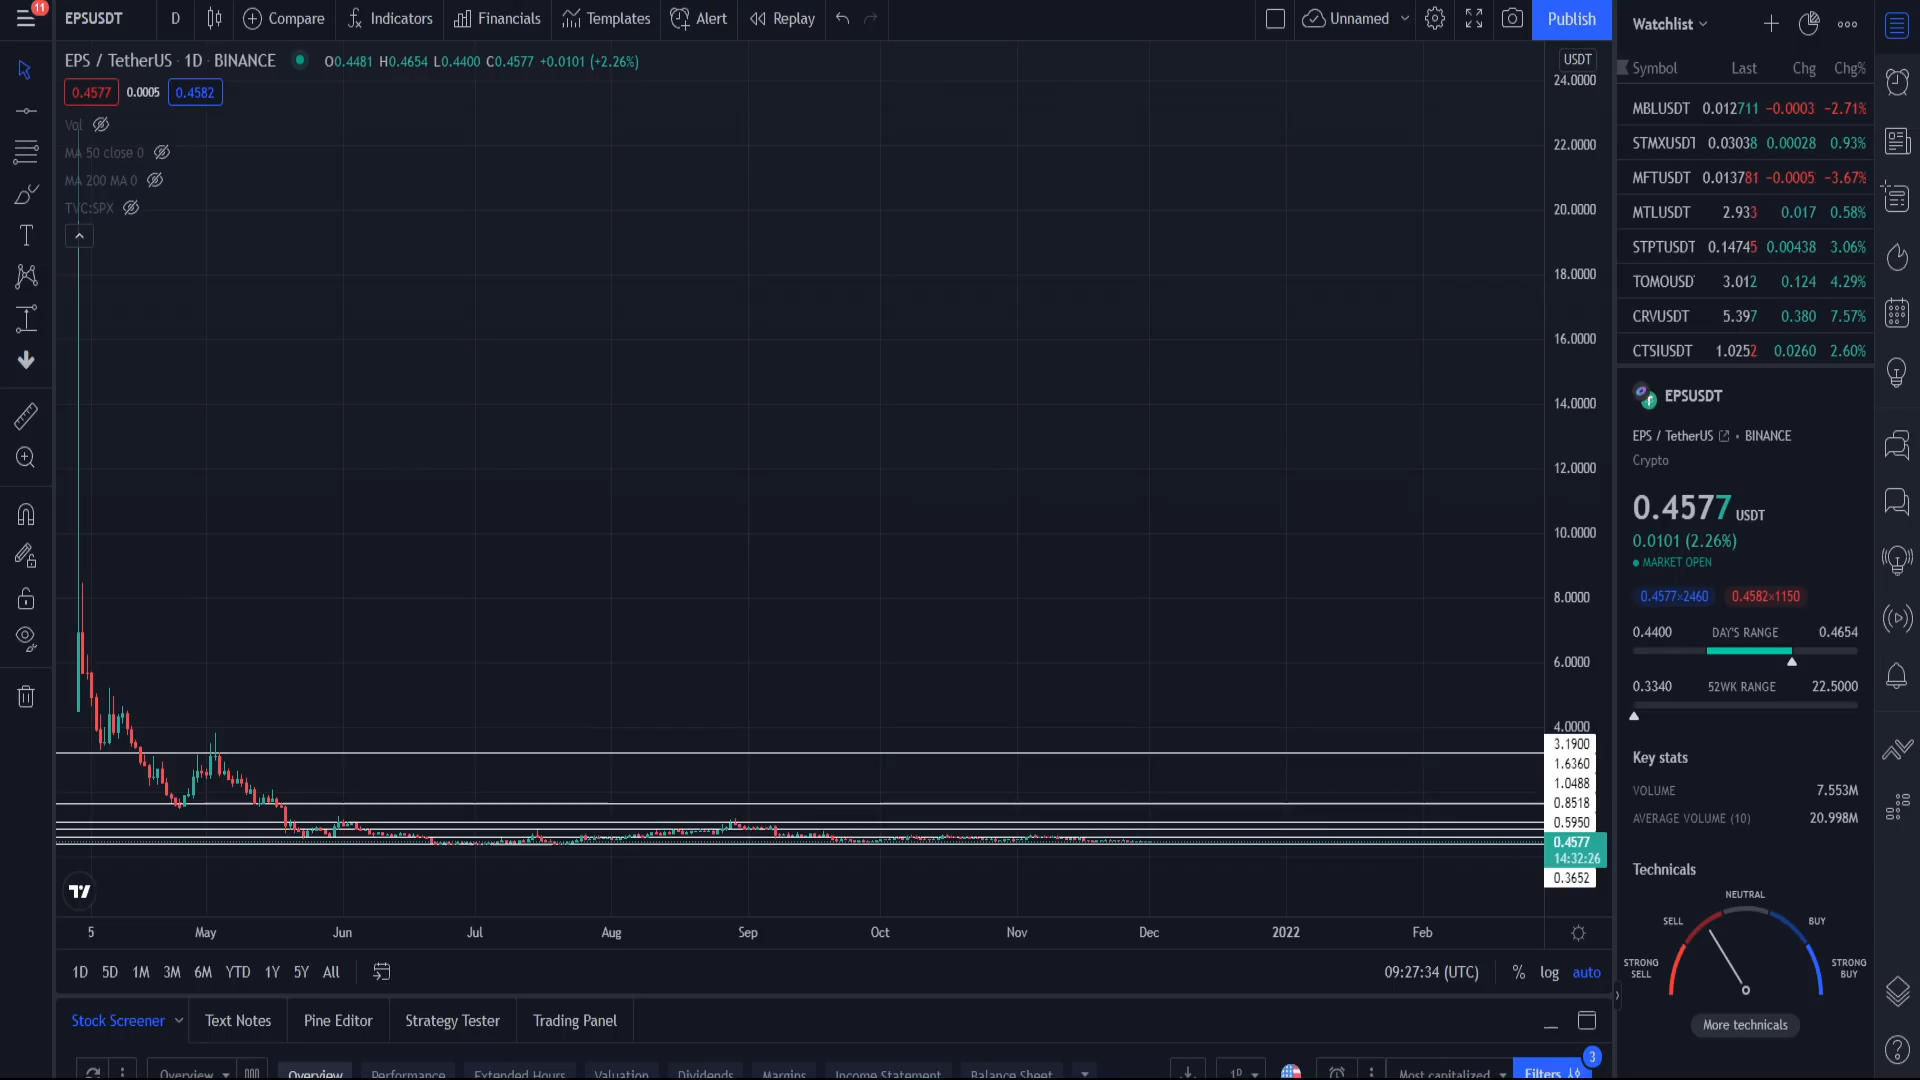 11
EPSUSDT D Compare Indicators Financials Templates Alert Replay Unnamed Publish
EPS / TetherUS · 1D · BINANCE O0.4481 H0.4654 L0.4400 C0.4577 +0.0101 (+2.26%)
0.4577 0.0005 0.4582
Vol
MA 50 close 0
MA 200 MA 0
TVC:SPX
USDT
24.0000
22.0000
20.0000
18.0000
16.0000
14.0000
12.0000
10.0000
8.0000
6.0000
4.0000
3.1900
1.6360
1.0488
0.8518
0.5950
0.4577
14:32:26
0.3652
5 May Jun Jul Aug Sep Oct Nov Dec 2022 Feb
1D 5D 1M 3M 6M YTD 1Y 5Y All 09:27:34 (UTC) % log auto
Stock Screener Text Notes Pine Editor Strategy Tester Trading Panel
Overview Overview Performance Extended Hours Valuation Dividends Margins Income Statement Balance Sheet 1D Most capitalized Filters 3
Watchlist
Symbol Last Chg Chg%
MBLUSDT 0.012711 −0.0003 −2.71%
STMXUSDT 0.03038 0.00028 0.93%
MFTUSDT 0.013781 −0.0005 −3.67%
MTLUSDT 2.933 0.017 0.58%
STPTUSDT 0.14745 0.00438 3.06%
TOMOUSD 3.012 0.124 4.29%
CRVUSDT 5.397 0.380 7.57%
CTSIUSDT 1.0252 0.0260 2.60%
EPSUSDT
EPS / TetherUS • BINANCE
Crypto
0.4577 USDT
0.0101 (2.26%)
MARKET OPEN
0.4577×2460 0.4582×1150
0.4400 DAY'S RANGE 0.4654
0.3340 52WK RANGE 22.5000
Key stats
VOLUME 7.553M
AVERAGE VOLUME (10) 20.998M
Technicals
NEUTRAL
SELL BUY
STRONG SELL STRONG BUY
More technicals